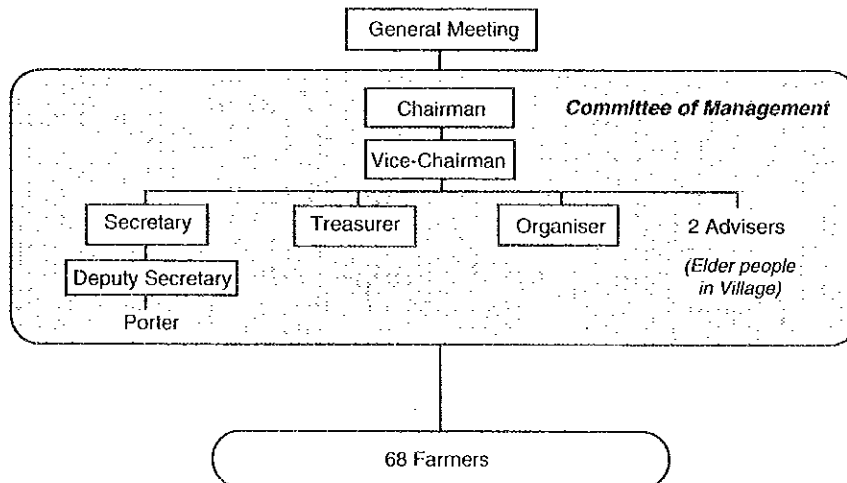 General Meeting
Chairman
Committee of Management
Vice-Chairman
Secretary
Treasurer
Organiser
2 Advisers
Deputy Secretary
(Elder people
in Village)
Porter
68 Farmers